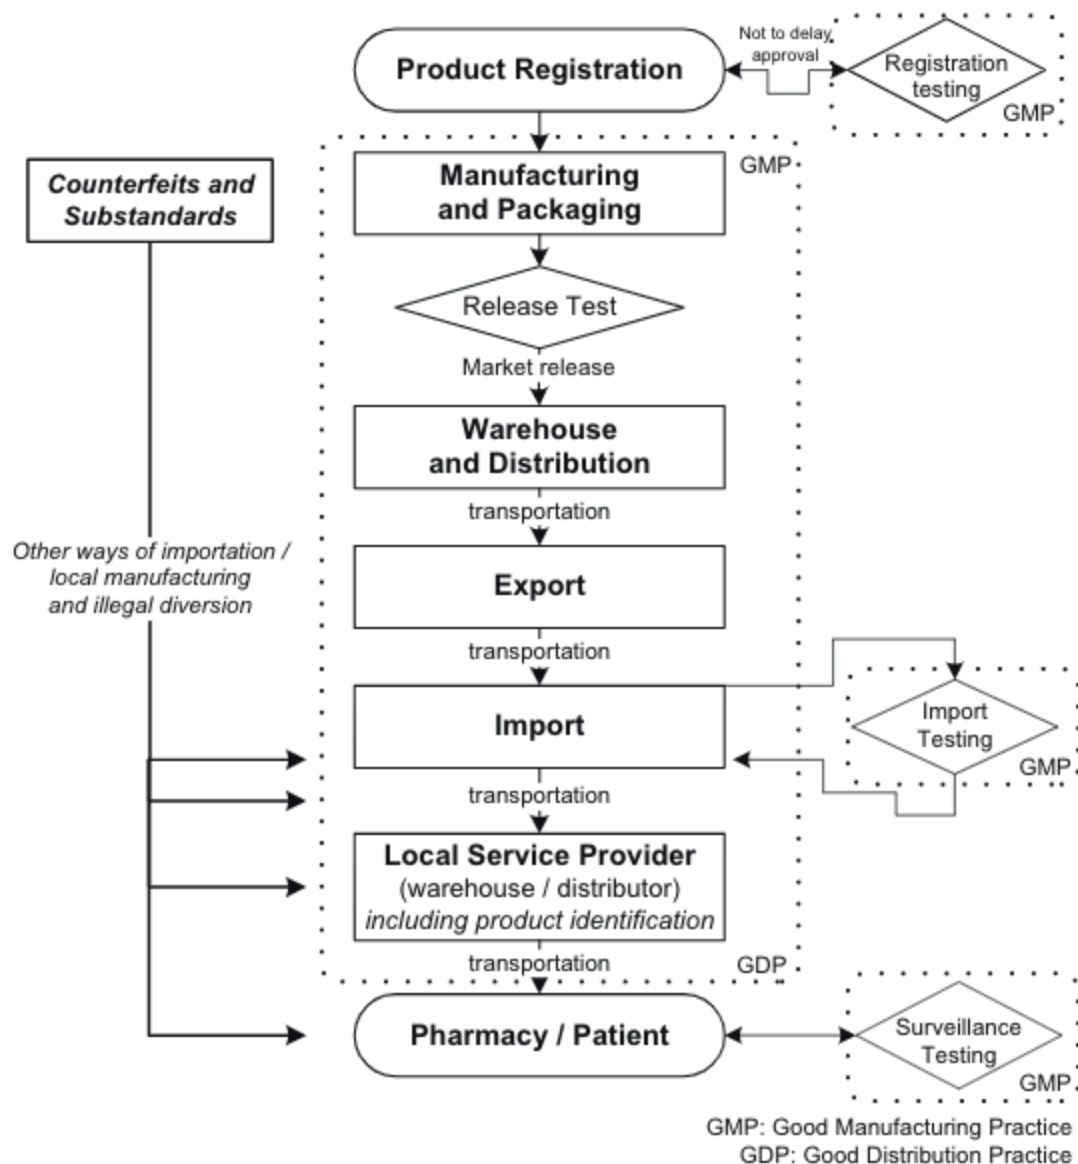 Product Registration
Not to delay
approval
Registration
testing
GMP
GMP
Manufacturing
and Packaging
Counterfeits and
Substandards
Release Test
Market release
Warehouse
and Distribution
transportation
Export
Other ways of importation /
local manufacturing
and illegal diversion
transportation
Import
Import
Testing
GMP
transportation
Local Service Provider
(warehouse / distributor)
including product identification
transportation
GDP
Pharmacy / Patient
Surveillance
Testing
GMP
GMP: Good Manufacturing Practice
GDP: Good Distribution Practice